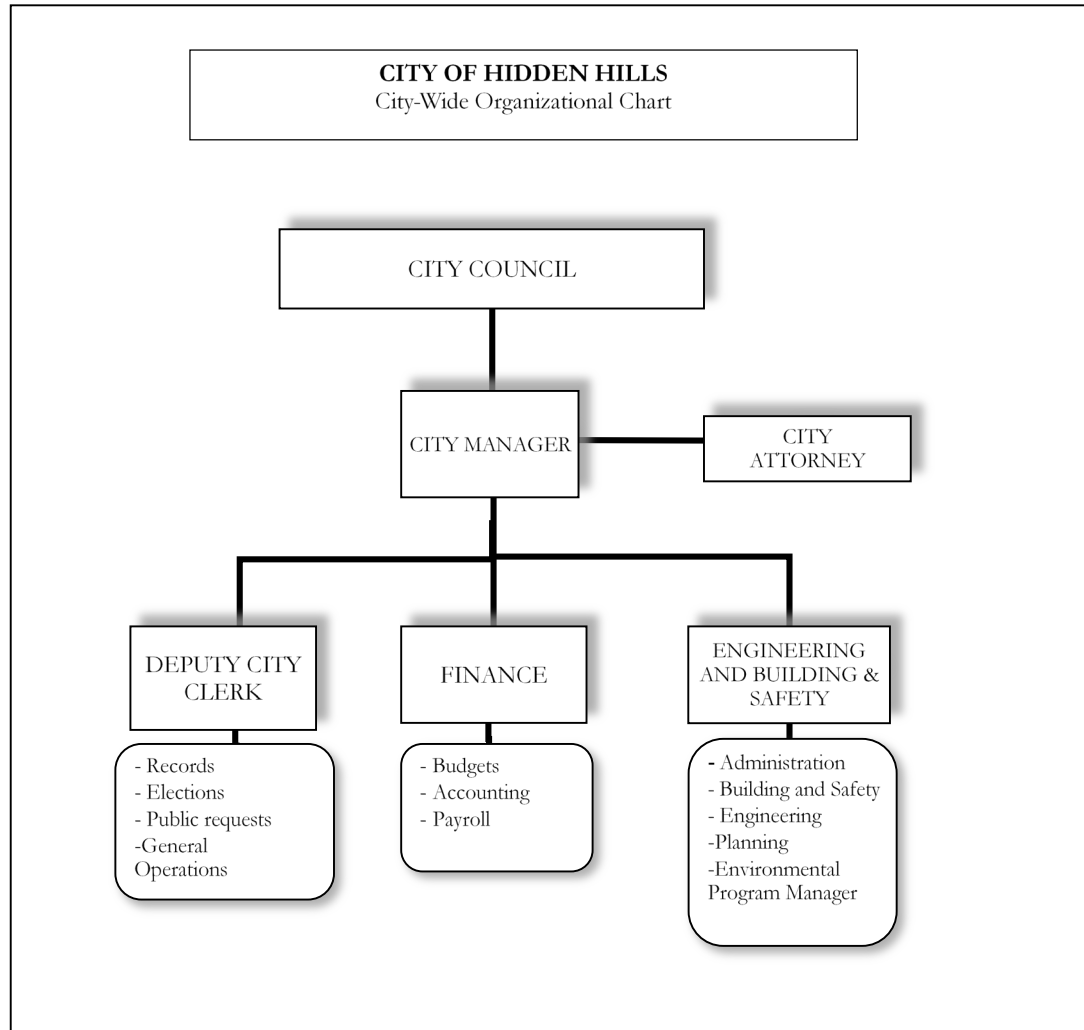 CITY OF HIDDEN HILLS
City-Wide Organizational Chart
CITY COUNCIL
CITY MANAGER
CITY
ATTORNEY
DEPUTY CITY
CLERK
FINANCE
ENGINEERING
AND BUILDING &
SAFETY
- Records
- Elections
- Public requests
-General
Operations
- Budgets
- Accounting
- Payroll
- Administration
- Building and Safety
- Engineering
-Planning
-Environmental
Program Manager